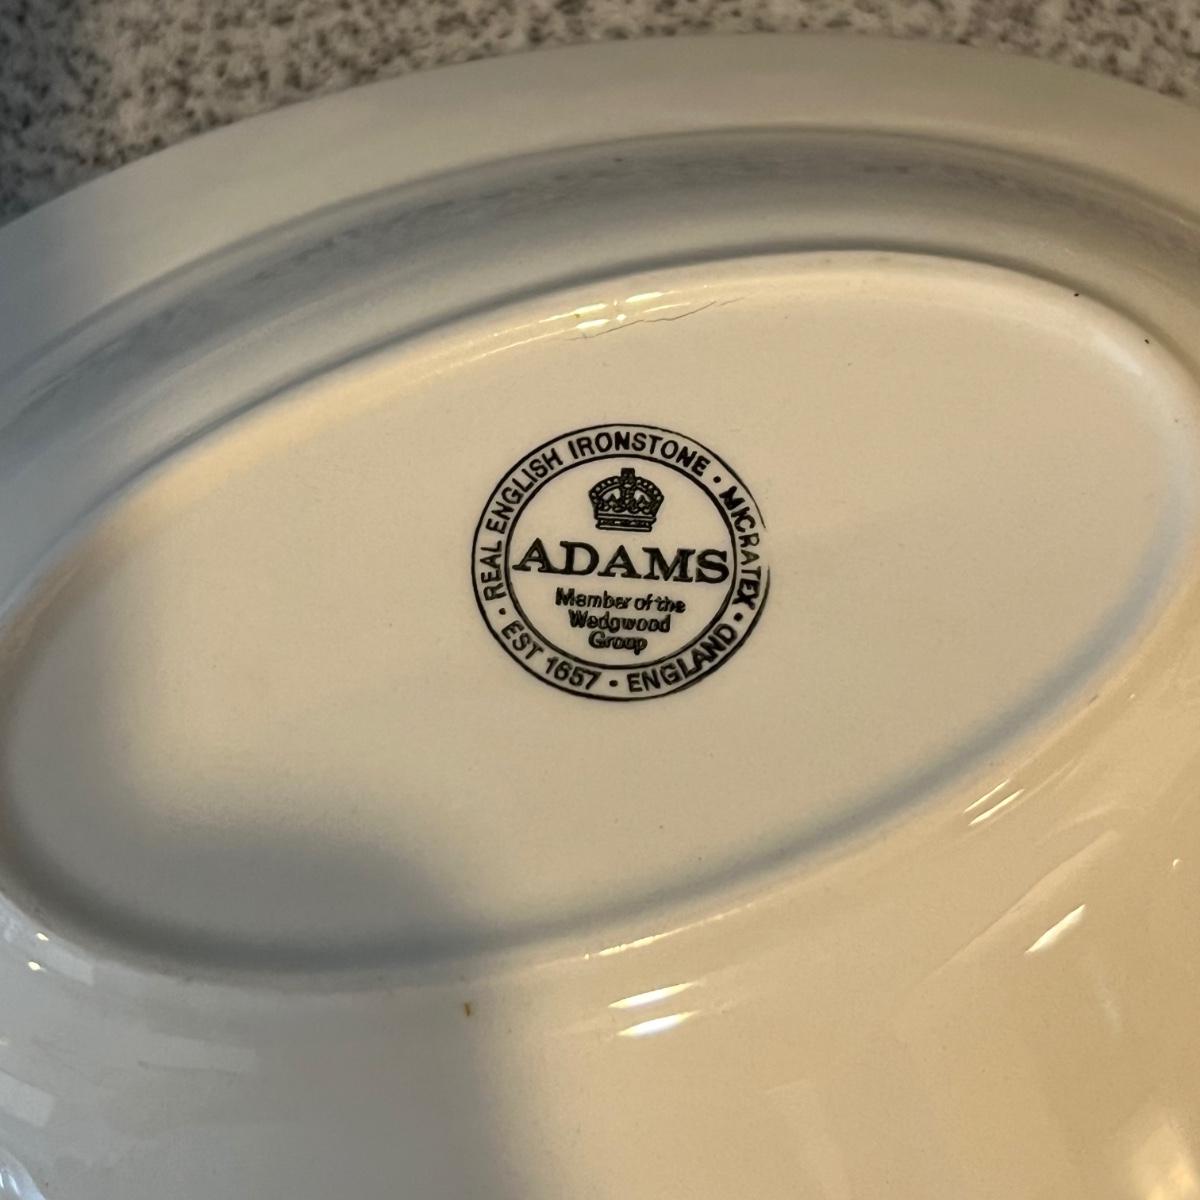 REAL ENGLISH IRONSTONE · MICRATEX ·
ADAMS
Member of the
Wedgwood
Group
EST 1657 · ENGLAND ·